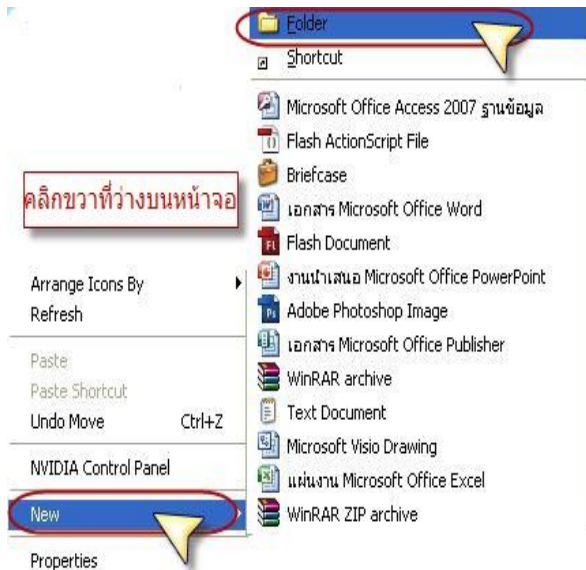 Folder
Shortcut
Microsoft Office Access 2007 ฐานข้อมูล
Flash ActionScript File
Briefcase
เอกสาร Microsoft Office Word
Flash Document
งานนำเสนอ Microsoft Office PowerPoint
Adobe Photoshop Image
เอกสาร Microsoft Office Publisher
WinRAR archive
Text Document
Microsoft Visio Drawing
แผ่นงาน Microsoft Office Excel
WinRAR ZIP archive
คลิกขวาที่ว่างบนหน้าจอ
Arrange Icons By
Refresh
Paste
Paste Shortcut
Undo Move Ctrl+Z
NVIDIA Control Panel
New
Properties